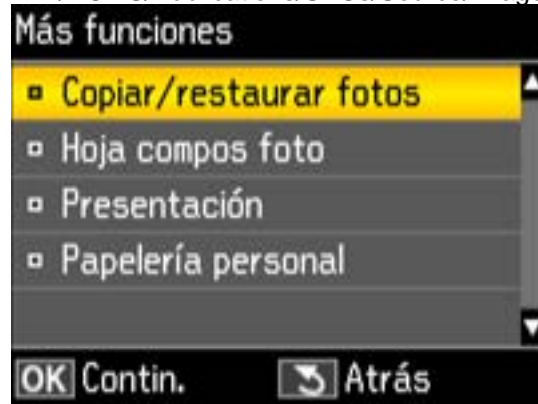 Más funciones
Copiar/restaurar fotos
Hoja compos foto
Presentación
Papelería personal
OK Contin. Atrás